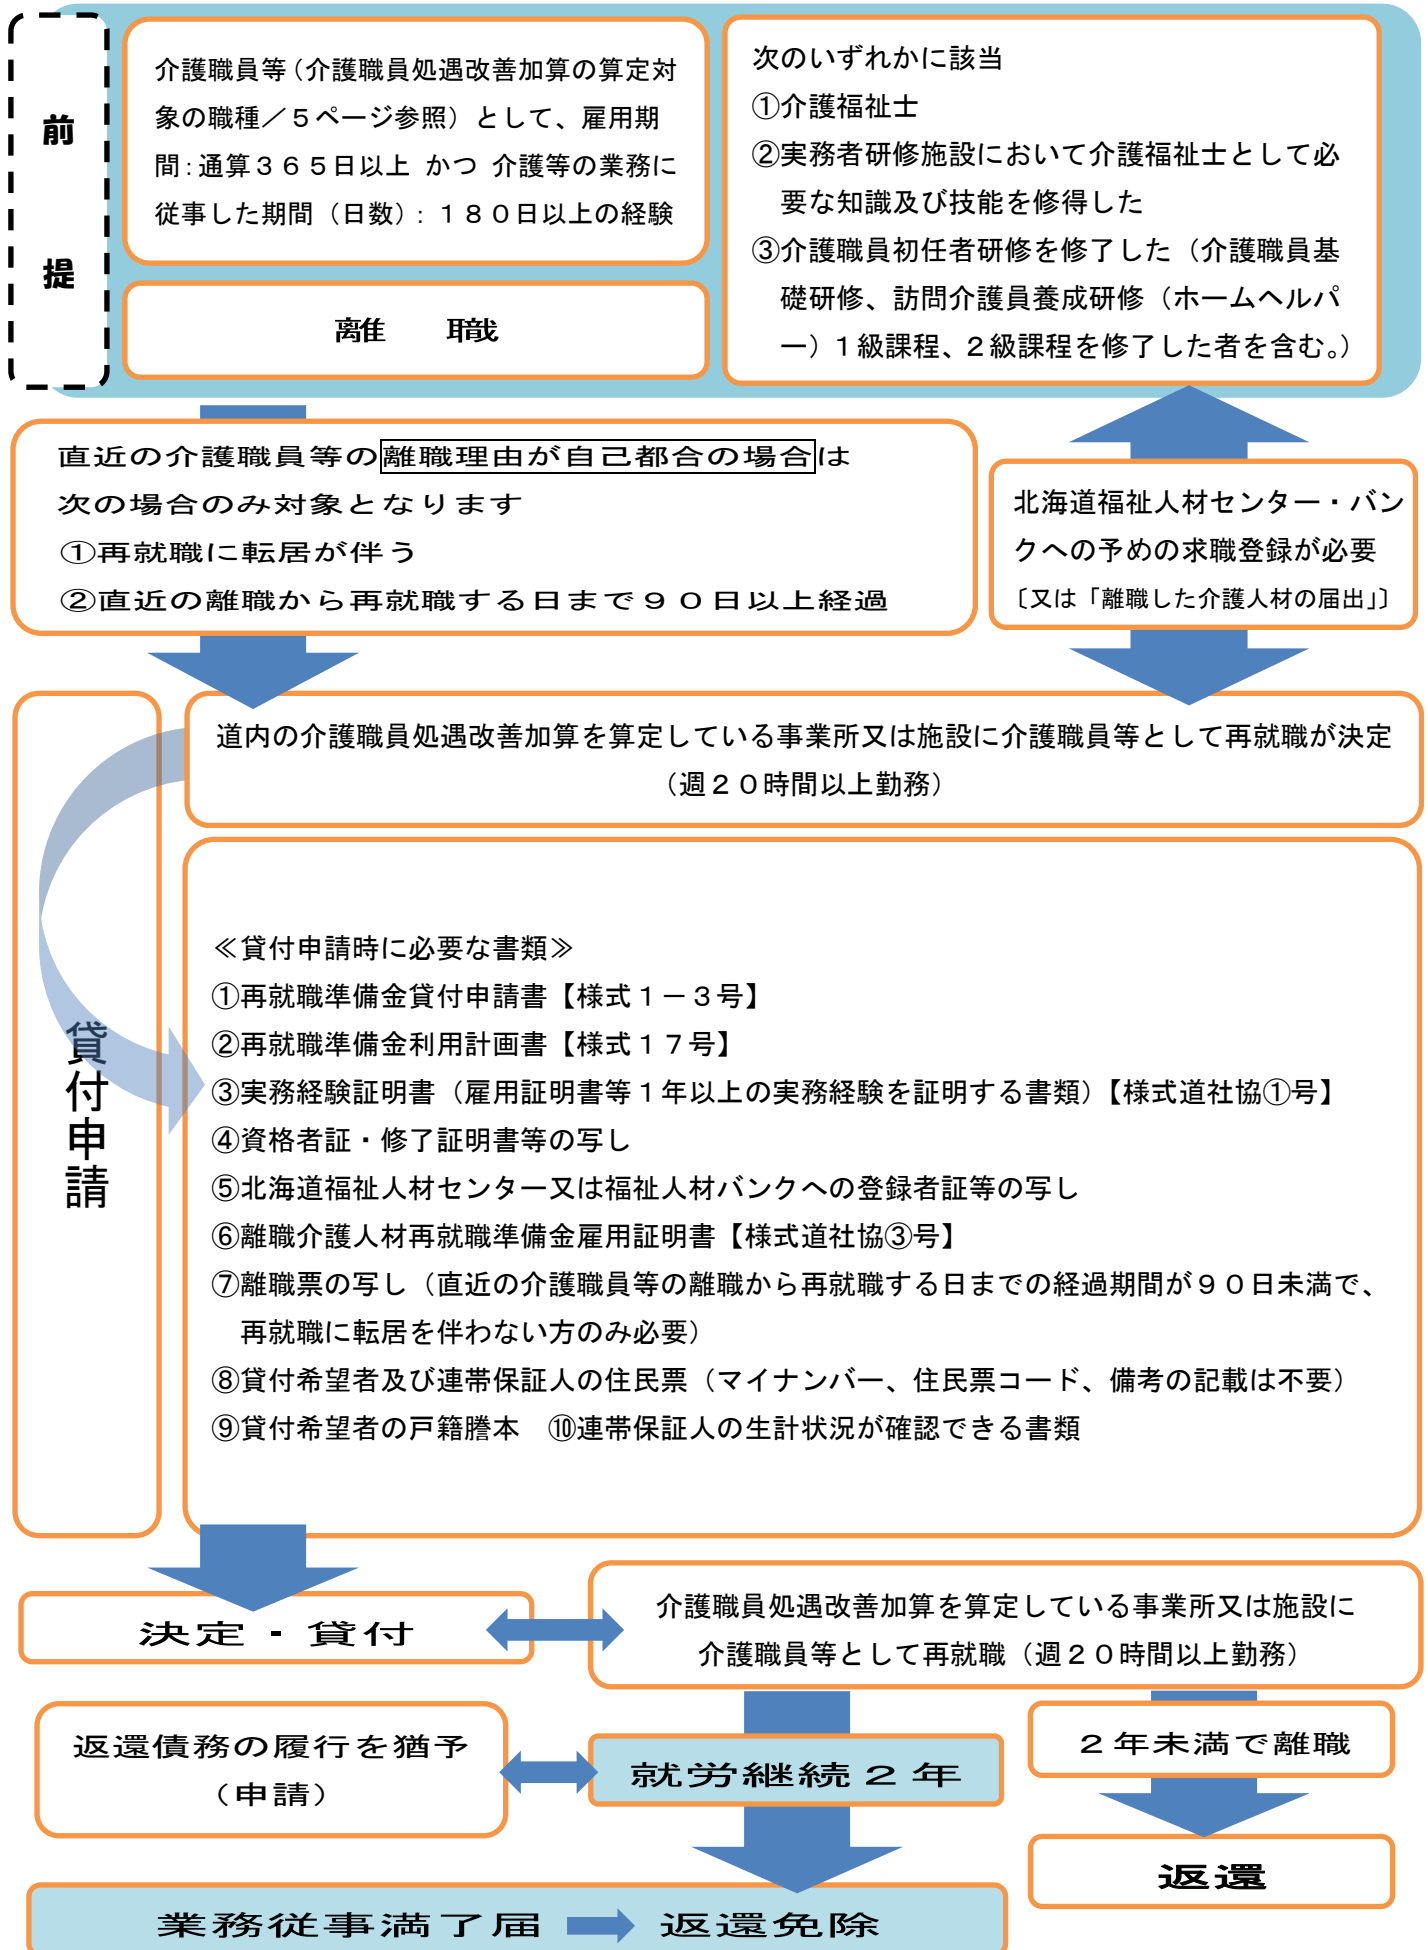 前提
介護職員等（介護職員処遇改善加算の算定対
象の職種／５ページ参照）として、雇用期
間：通算３６５日以上 かつ 介護等の業務に
従事した期間（日数）：１８０日以上の経験
離　職
次のいずれかに該当
①介護福祉士
②実務者研修施設において介護福祉士として必
要な知識及び技能を修得した
③介護職員初任者研修を修了した（介護職員基
礎研修、訪問介護員養成研修（ホームヘルパ
ー）１級課程、２級課程を修了した者を含む。）
直近の介護職員等の離職理由が自己都合の場合は
次の場合のみ対象となります
①再就職に転居が伴う
②直近の離職から再就職する日まで９０日以上経過
北海道福祉人材センター・バン
クへの予めの求職登録が必要
〔又は「離職した介護人材の届出」〕
道内の介護職員処遇改善加算を算定している事業所又は施設に介護職員等として再就職が決定
（週２０時間以上勤務）
貸付申請
≪貸付申請時に必要な書類≫
①再就職準備金貸付申請書【様式１－３号】
②再就職準備金利用計画書【様式１７号】
③実務経験証明書（雇用証明書等１年以上の実務経験を証明する書類）【様式道社協①号】
④資格者証・修了証明書等の写し
⑤北海道福祉人材センター又は福祉人材バンクへの登録者証等の写し
⑥離職介護人材再就職準備金雇用証明書【様式道社協③号】
⑦離職票の写し（直近の介護職員等の離職から再就職する日までの経過期間が９０日未満で、
再就職に転居を伴わない方のみ必要）
⑧貸付希望者及び連帯保証人の住民票（マイナンバー、住民票コード、備考の記載は不要）
⑨貸付希望者の戸籍謄本　⑩連帯保証人の生計状況が確認できる書類
決定・貸付
介護職員処遇改善加算を算定している事業所又は施設に
介護職員等として再就職（週２０時間以上勤務）
返還債務の履行を猶予
（申請）
就労継続２年
２年未満で離職
返還
業務従事満了届　返還免除